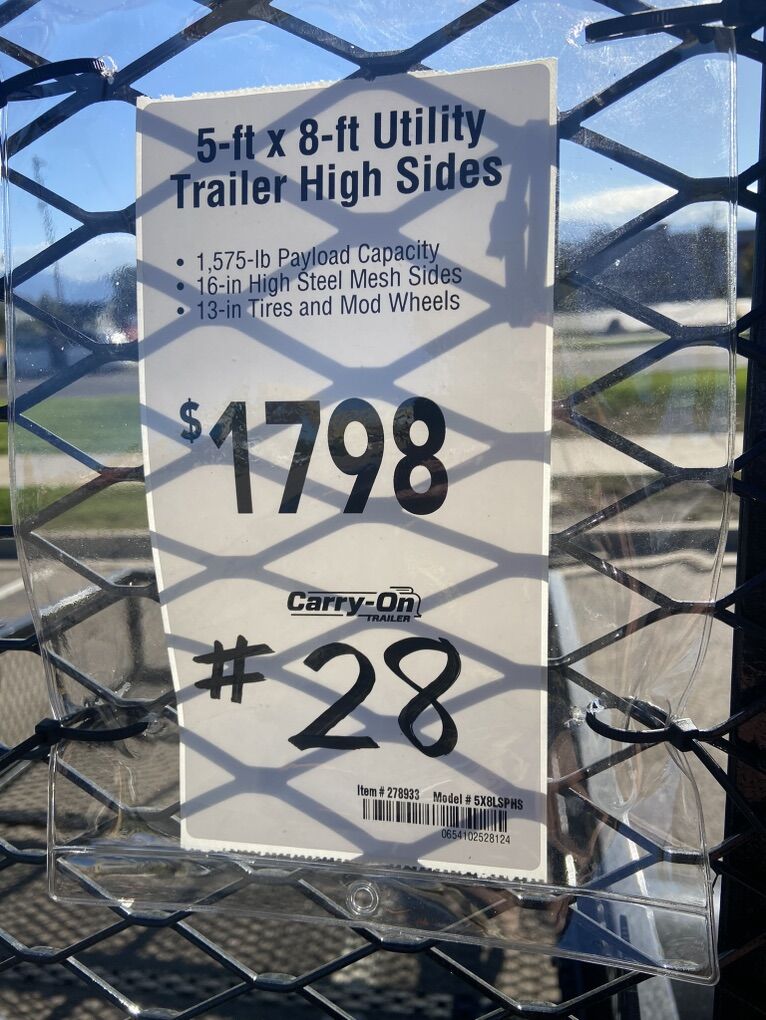 5-ft x 8-ft Utility
Trailer High Sides
• 1,575-lb Payload Capacity
• 16-in High Steel Mesh Sides
• 13-in Tires and Mod Wheels
$1798
Carry-On
TRAILER
# 28
Item # 278933 Model # 5X8LSPHS
0654102528124